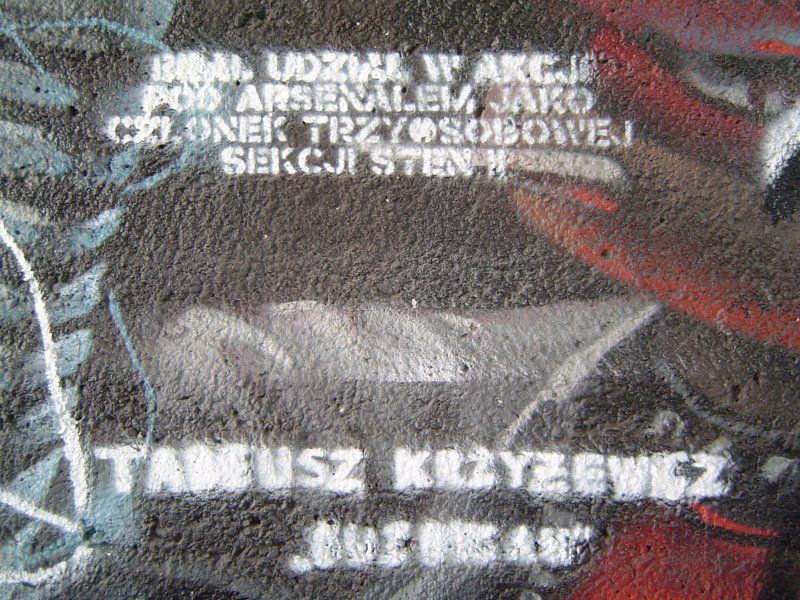 BRAŁ UDZIAŁ W AKCJI
POD ARSENAŁEM JAKO
CZŁONEK TRZYOSOBOWEJ
SEKCJI STEN II
TADEUSZ KRZYŻEWICZ